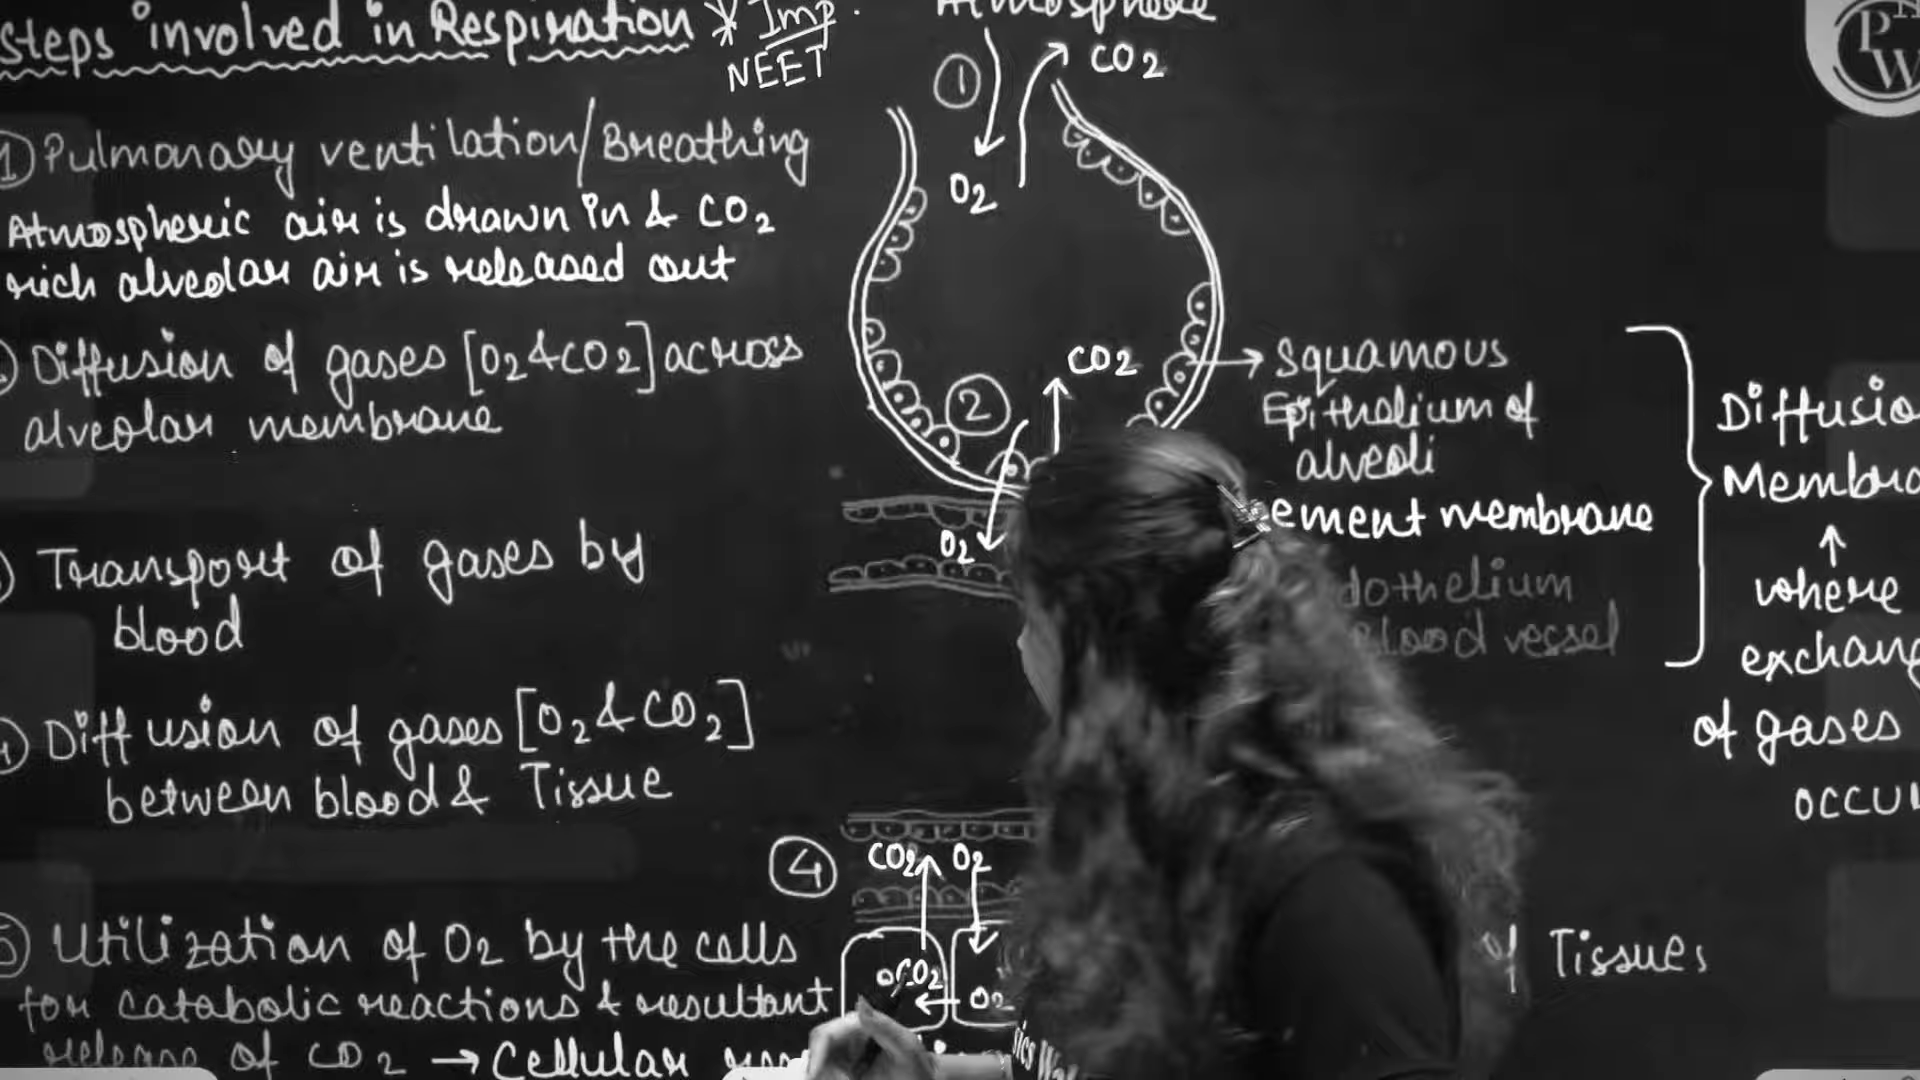 Steps involved in Respiration * Imp.
NEET
① Pulmonary ventilation/Breathing
Atmospheric air is drawn in & CO2
rich alveolar air is released out
Diffusion of gases [O2 & CO2] across
alveolar membrane
Transport of gases by
blood
Diffusion of gases [O2 & CO2]
between blood & Tissue
Utilization of O2 by the cells
for catabolic reactions & resultant
release of CO2 → Cellular
Atmosphere
① CO2
O2
CO2
②
O2
Squamous
Epithelium of
alveoli
ement membrane
dothelium
Blood vessel
Diffusio
Membra
↑
where
exchang
of gases
occu
④ CO2 O2
CO2
← O2
of Tissues
PW